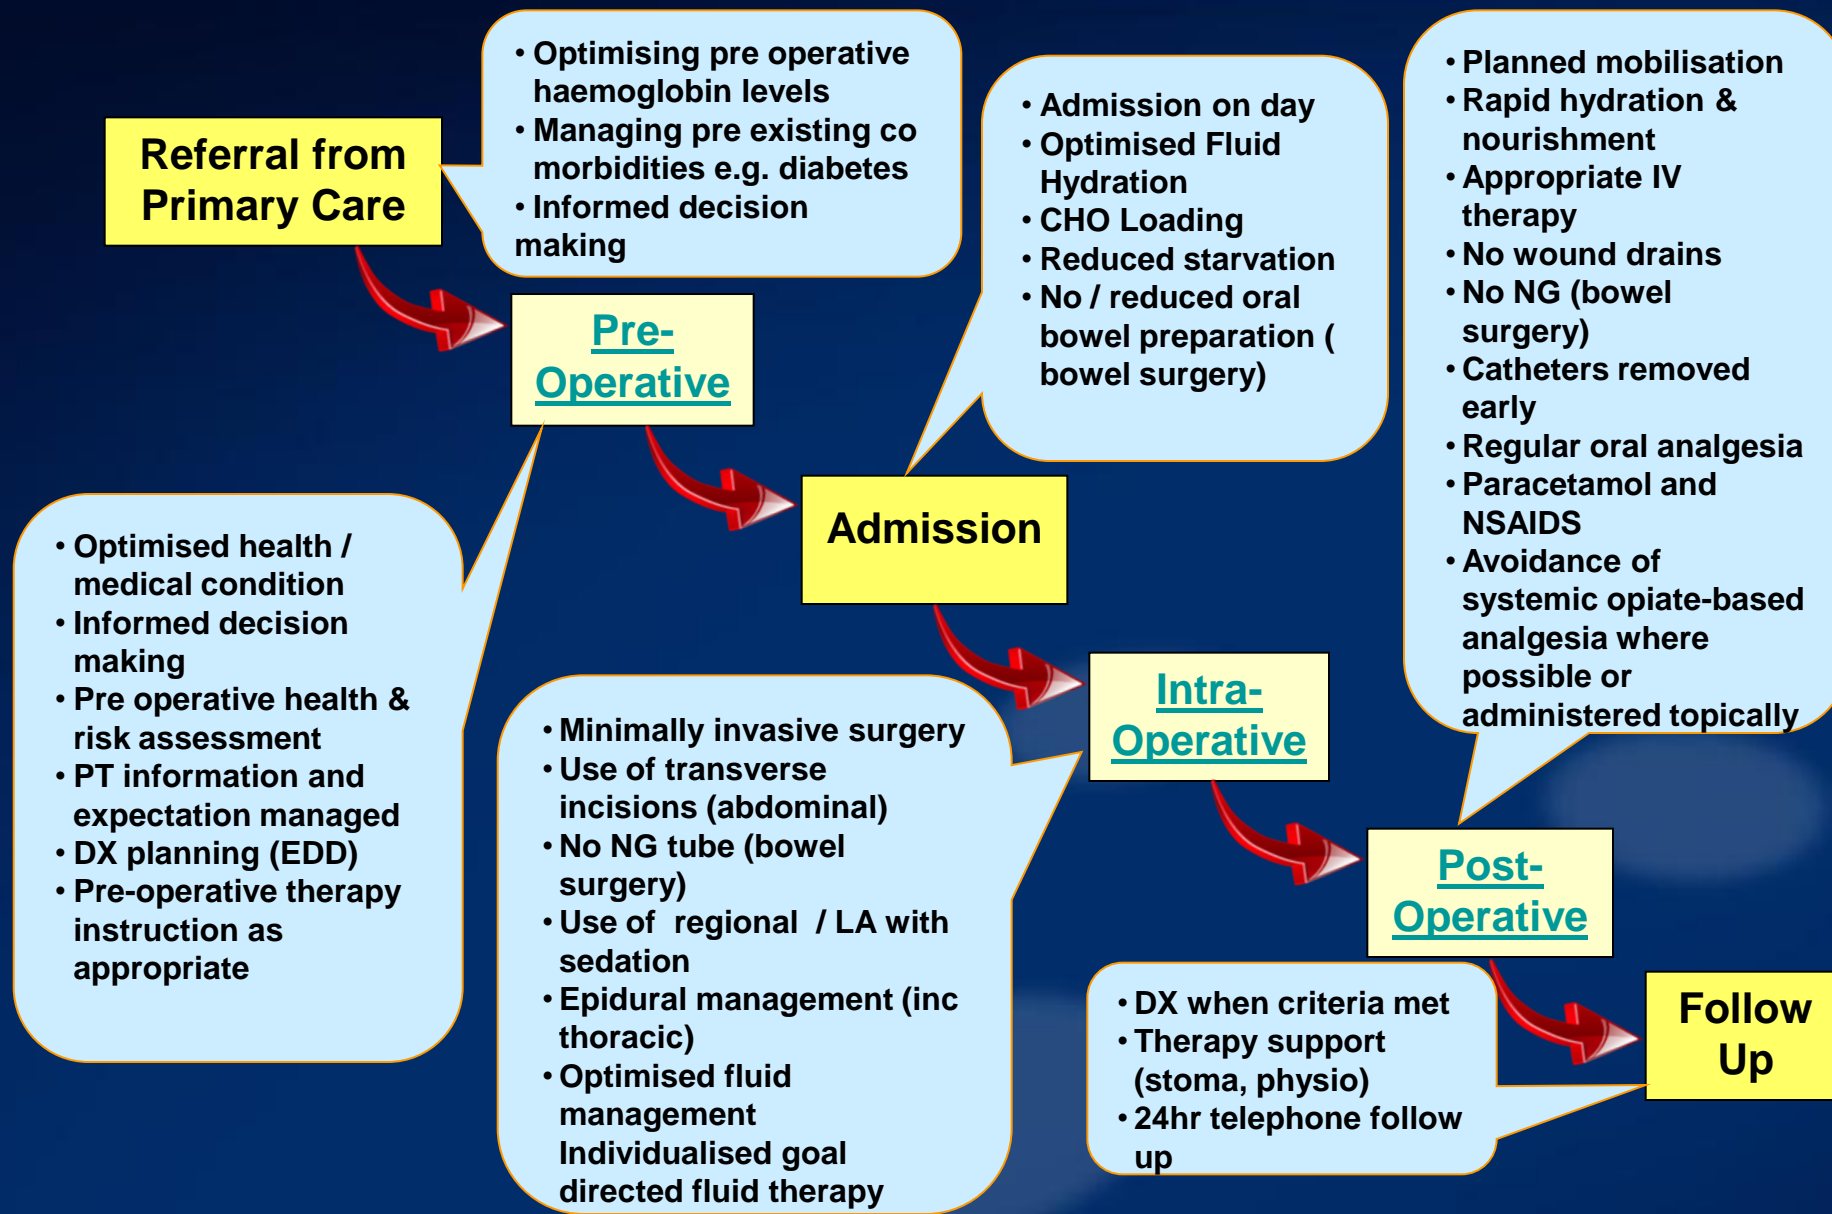 Referral from
Primary Care
• Optimising pre operative
haemoglobin levels
• Managing pre existing co
morbidities e.g. diabetes
• Informed decision
making
Pre-
Operative
• Optimised health /
medical condition
• Informed decision
making
• Pre operative health &
risk assessment
• PT information and
expectation managed
• DX planning (EDD)
• Pre-operative therapy
instruction as
appropriate
Admission
• Admission on day
• Optimised Fluid
Hydration
• CHO Loading
• Reduced starvation
• No / reduced oral
bowel preparation (
bowel surgery)
Intra-
Operative
• Minimally invasive surgery
• Use of transverse
incisions (abdominal)
• No NG tube (bowel
surgery)
• Use of regional / LA with
sedation
• Epidural management (inc
thoracic)
• Optimised fluid
management
Individualised goal
directed fluid therapy
Post-
Operative
• Planned mobilisation
• Rapid hydration &
nourishment
• Appropriate IV
therapy
• No wound drains
• No NG (bowel
surgery)
• Catheters removed
early
• Regular oral analgesia
• Paracetamol and
NSAIDS
• Avoidance of
systemic opiate-based
analgesia where
possible or
administered topically
Follow
Up
• DX when criteria met
• Therapy support
(stoma, physio)
• 24hr telephone follow
up